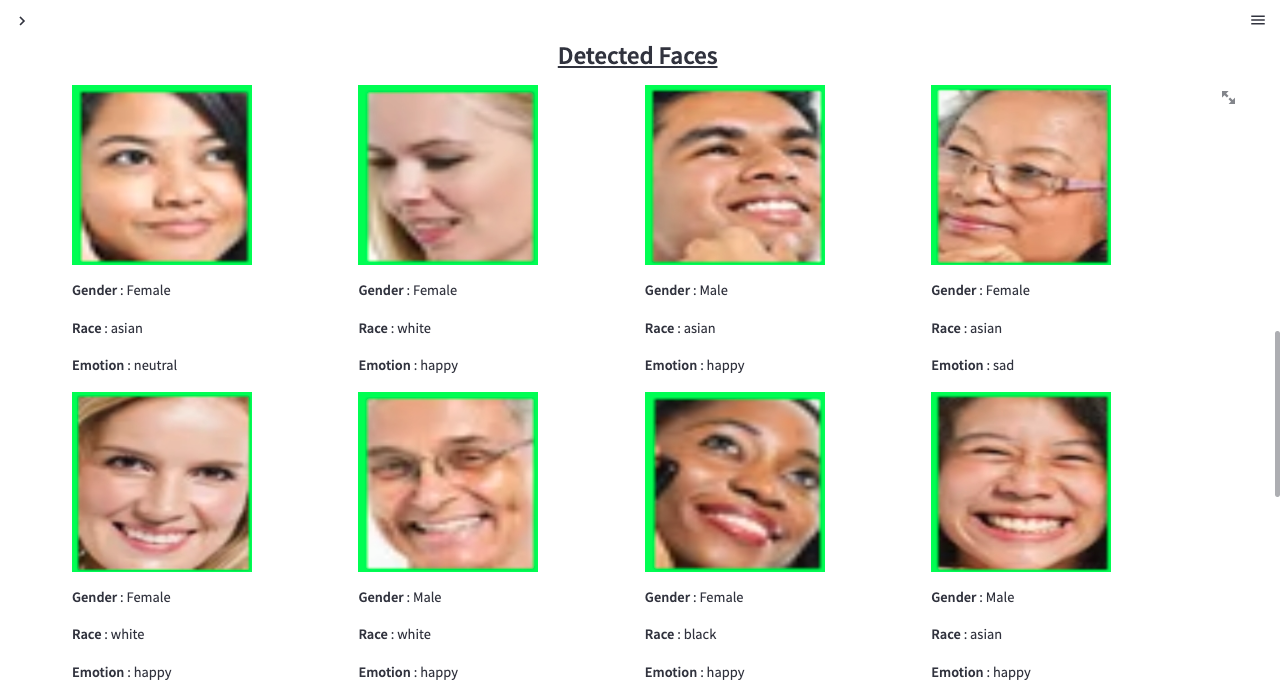 Detected Faces
Gender : Female
Gender : Female
Gender : Male
Gender : Female
Race : asian
Race : white
Race : asian
Race : asian
Emotion : neutral
Emotion : happy
Emotion : happy
Emotion : sad
Gender : Female
Gender : Male
Gender : Female
Gender : Male
Race : white
Race : white
Race : black
Race : asian
Emotion : happy
Emotion : happy
Emotion : happy
Emotion : happy